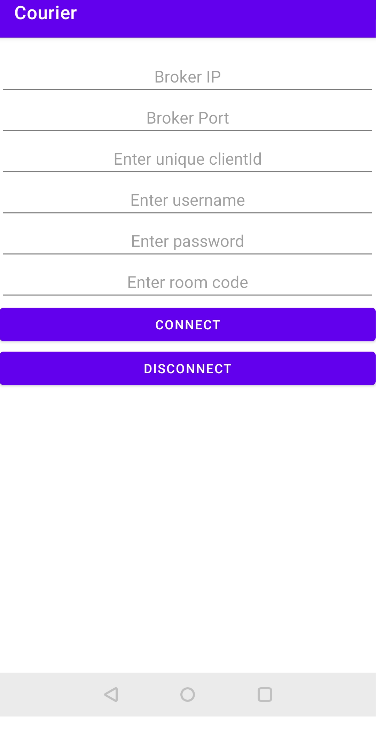 Courier
Broker IP
Broker Port
Enter unique clientId
Enter username
Enter password
Enter room code
CONNECT
DISCONNECT